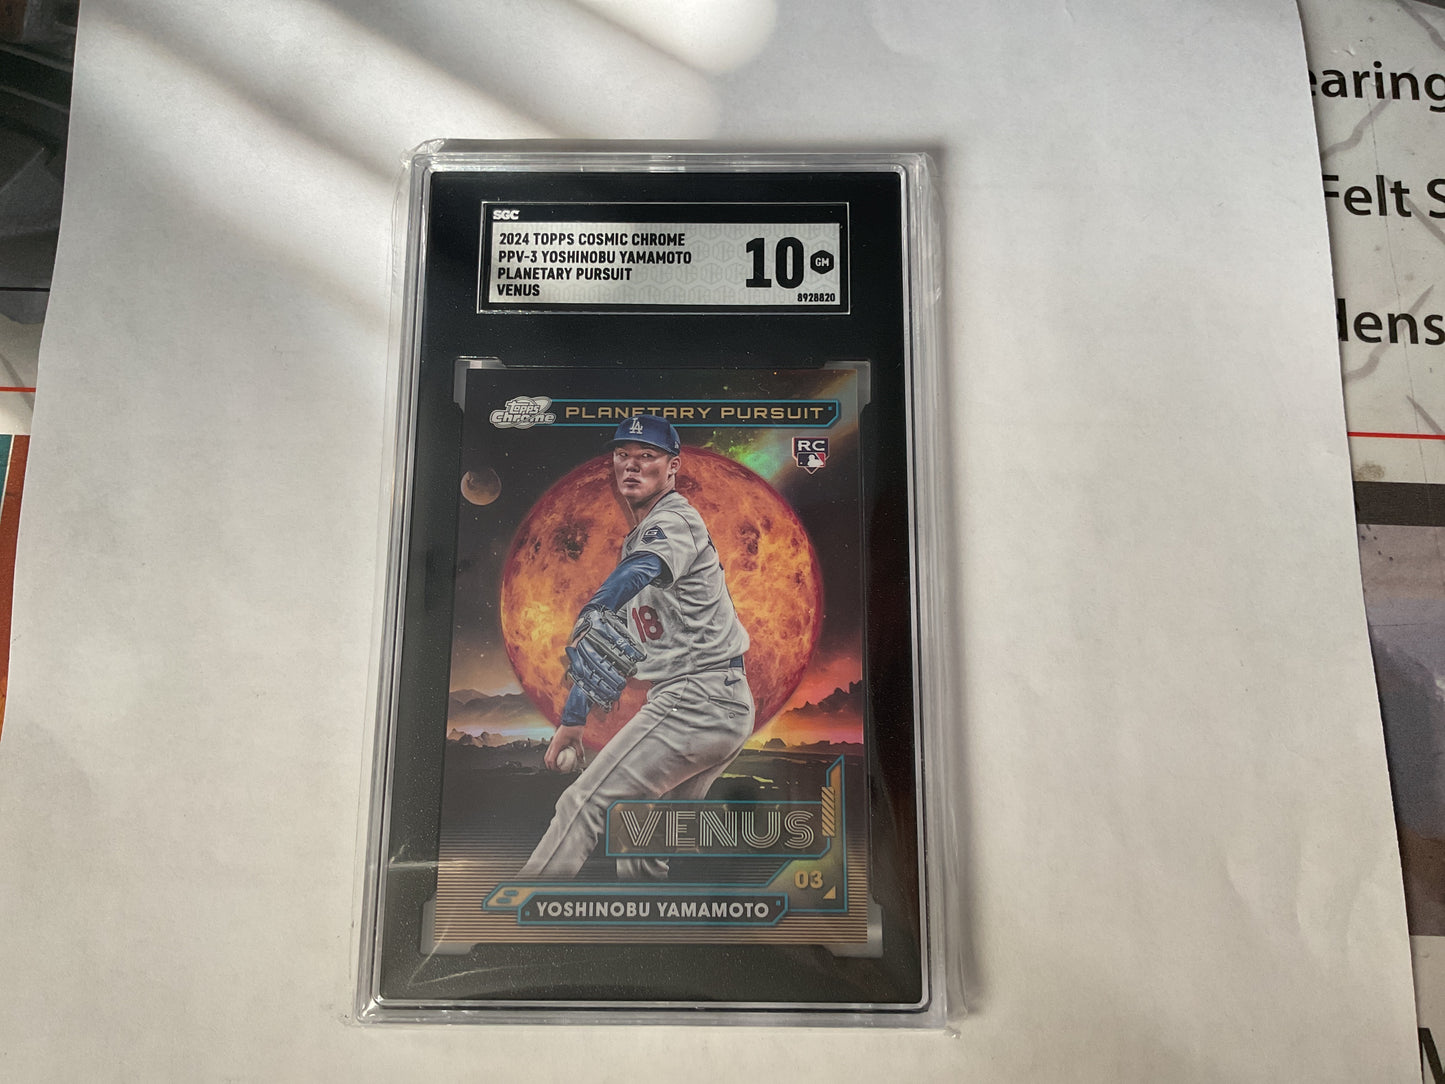 earing
Felt S
dens
SGC
2024 TOPPS COSMIC CHROME
PPV-3 YOSHINOBU YAMAMOTO
PLANETARY PURSUIT
VENUS
10
GM
8928820
Topps
Chrome
PLANETARY PURSUIT
RC
LA
18
VENUS
03
YOSHINOBU YAMAMOTO